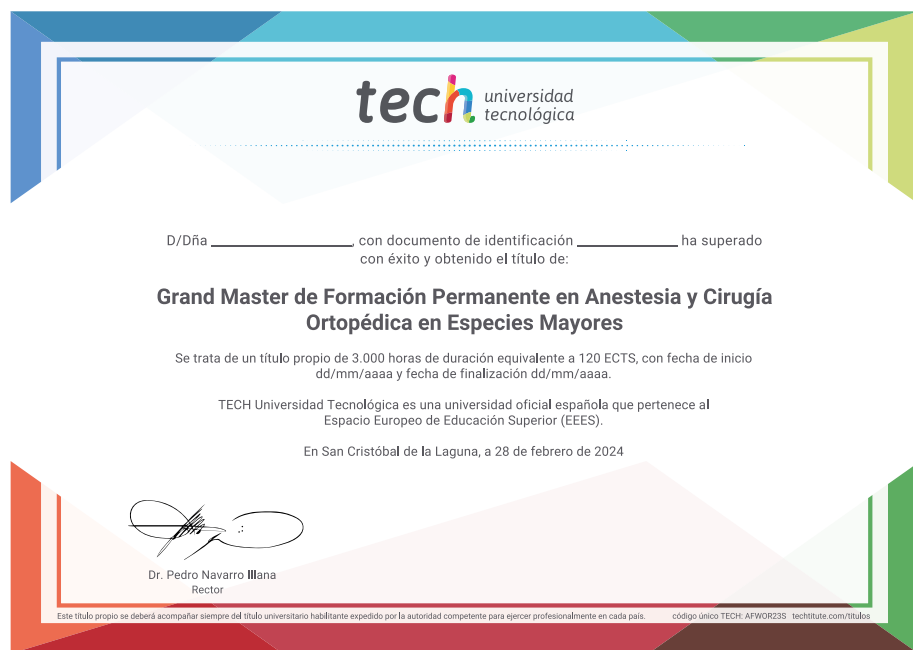 tech universidad
tecnológica
D/Dña ________________, con documento de identificación ____________ ha superado
con éxito y obtenido el título de:
Grand Master de Formación Permanente en Anestesia y Cirugía
Ortopédica en Especies Mayores
Se trata de un título propio de 3.000 horas de duración equivalente a 120 ECTS, con fecha de inicio
dd/mm/aaaa y fecha de finalización dd/mm/aaaa.
TECH Universidad Tecnológica es una universidad oficial española que pertenece al
Espacio Europeo de Educación Superior (EEES).
En San Cristóbal de la Laguna, a 28 de febrero de 2024
Dr. Pedro Navarro Illana
Rector
Este título propio se deberá acompañar siempre del título universitario habilitante expedido por la autoridad competente para ejercer profesionalmente en cada país. código único TECH: AFWOR23S techtitute.com/titulos